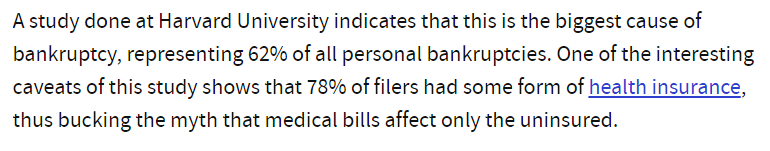 A study done at Harvard University indicates that this is the biggest cause of
bankruptcy, representing 62% of all personal bankruptcies. One of the interesting
caveats of this study shows that 78% of filers had some form of health insurance,
thus bucking the myth that medical bills affect only the uninsured.